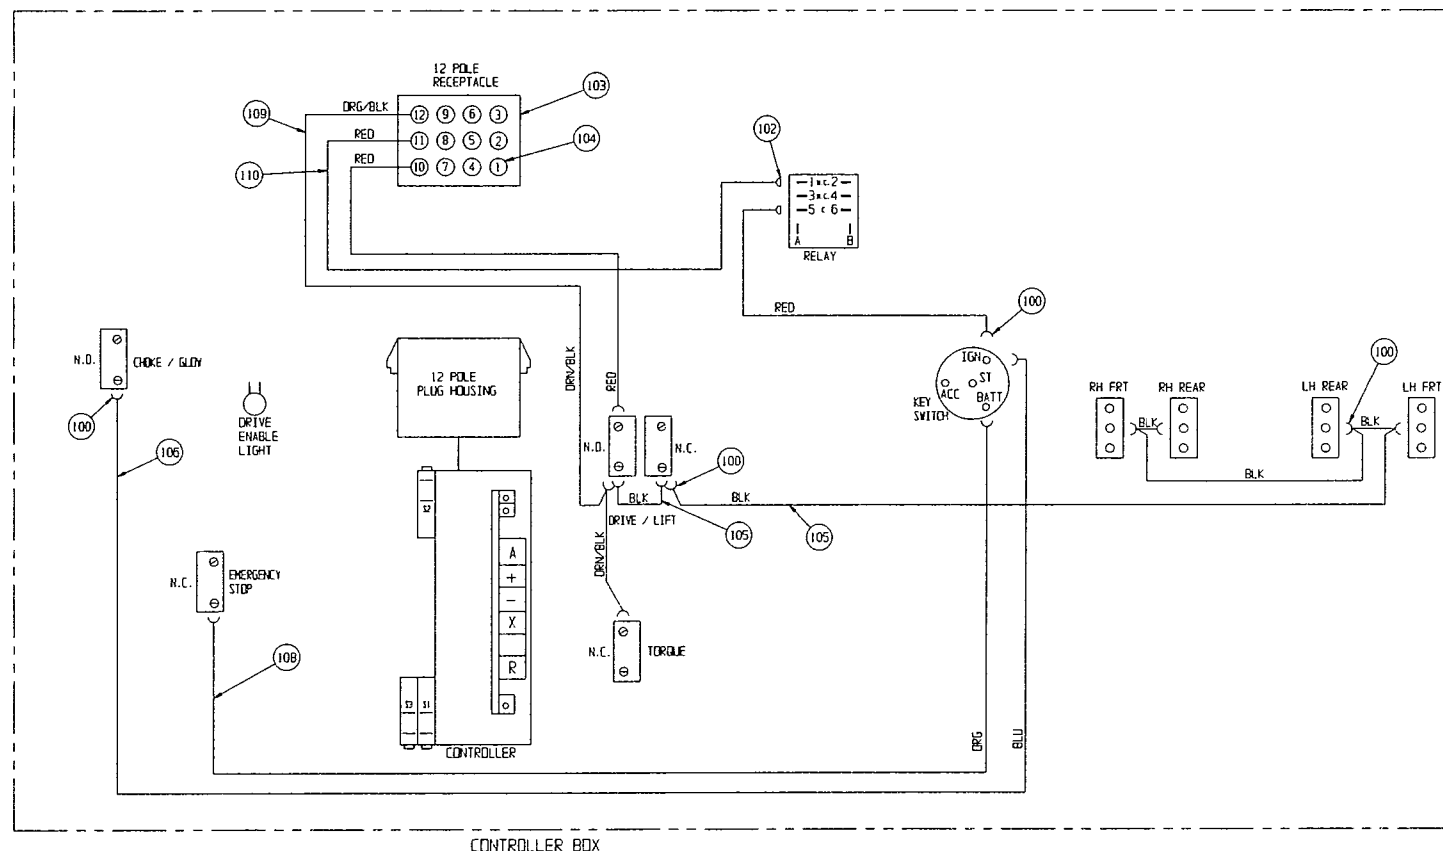 12 POLE
RECEPTACLE
103
ORG/BLK
12 9 6 3
109
RED
11 8 5 2
102
104
RED
10 7 4 1
110
1 N.C. 2
3 4
5 C 6
A B
RELAY
RED
100
N.O.
CHOKE / GLOW
12 POLE
PLUG HOUSING
ORN/BLK
RED
IGN
ST
ACC
BATT
KEY
SWITCH
100
RH FRT
RH REAR
LH REAR
LH FRT
100
DRIVE
ENABLE
LIGHT
N.O.
N.C.
BLK
BLK
106
100
BLK
BLK
BLK
S2
DRIVE / LIFT
105
105
A
+
-
X
R
ORN/BLK
N.C.
EMERGENCY
STOP
N.C.
TORQUE
108
S3 S1
ORG
BLU
CONTROLLER
CONTROLLER BOX